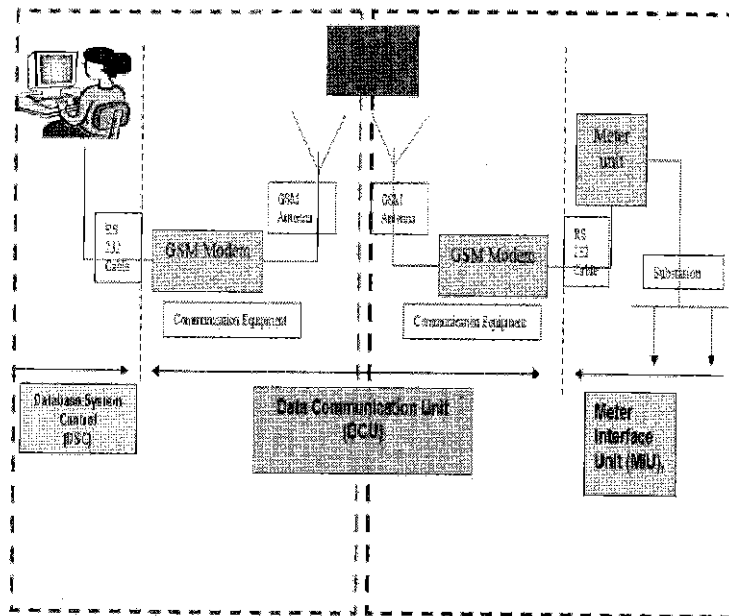 Meter
unit
GSM
Antenna
GSM
Antenna
RS
232
Cable
GSM Modem
GSM Modem
RS
232
Cable
Substation
Communication Equipment
Communication Equipment
Database System
Control
(DSC)
Data Communication Unit
(DCU)
Meter
Interface
Unit (MIU),